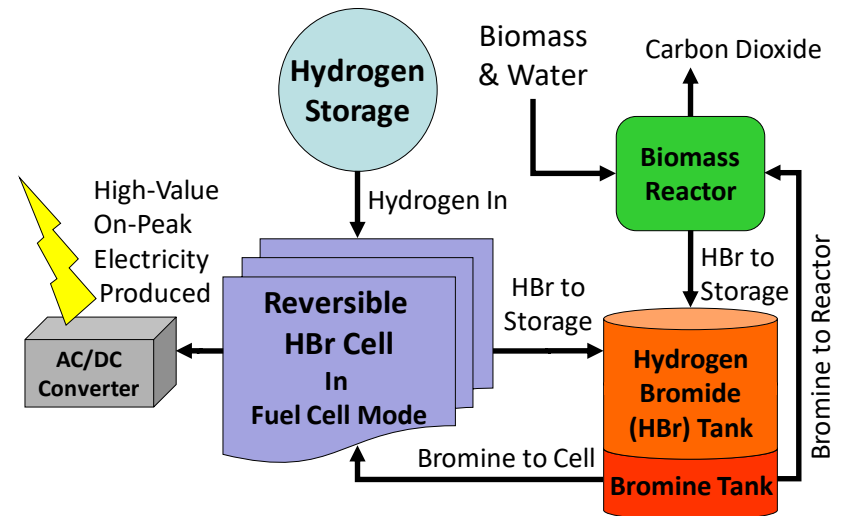 Hydrogen
Storage
Biomass
& Water
Carbon Dioxide
Biomass
Reactor
Hydrogen In
High-Value
On-Peak
Electricity
Produced
AC/DC
Converter
Reversible
HBr Cell
In
Fuel Cell Mode
HBr to
Storage
HBr to
Storage
Hydrogen
Bromide
(HBr) Tank
Bromine Tank
Bromine to Cell
Bromine to Reactor